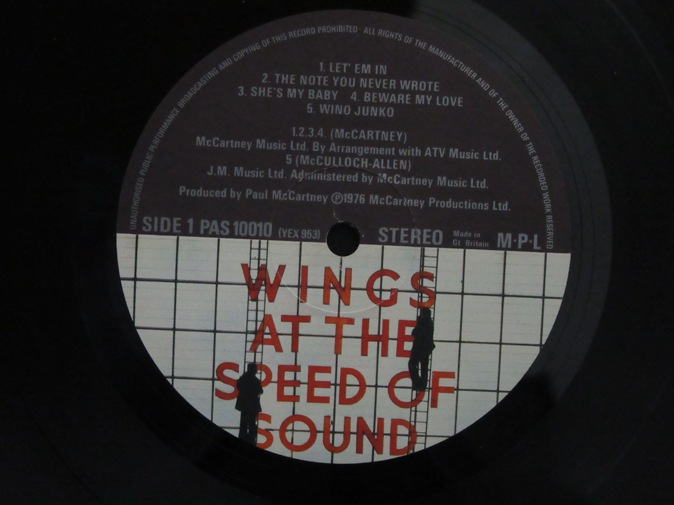 UNAUTHORISED PUBLIC PERFORMANCE BROADCASTING AND COPYING OF THIS RECORD PROHIBITED · ALL RIGHTS OF THE MANUFACTURER AND OF THE OWNER OF THE RECORDED WORK RESERVED
1. LET' EM IN
2. THE NOTE YOU NEVER WROTE
3. SHE'S MY BABY 4. BEWARE MY LOVE
5. WINO JUNKO
1.2.3.4. (McCARTNEY)
McCartney Music Ltd. By Arrangement with ATV Music Ltd.
5 (McCULLOCH-ALLEN)
J.M. Music Ltd. Administered by McCartney Music Ltd.
Produced by Paul McCartney ℗1976 McCartney Productions Ltd.
SIDE 1 PAS 10010 (YEX 953) STEREO Made in Gt. Britain M·P·L
WINGS
AT THE
SPEED OF
SOUND